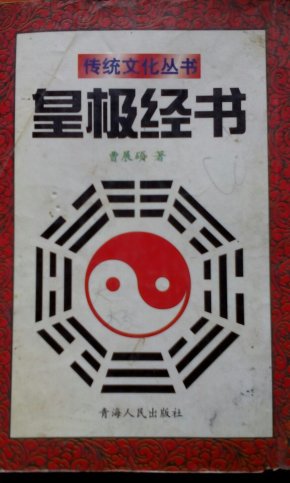 传统文化丛书
皇极经书
曹展硕 著
青海人民出版社